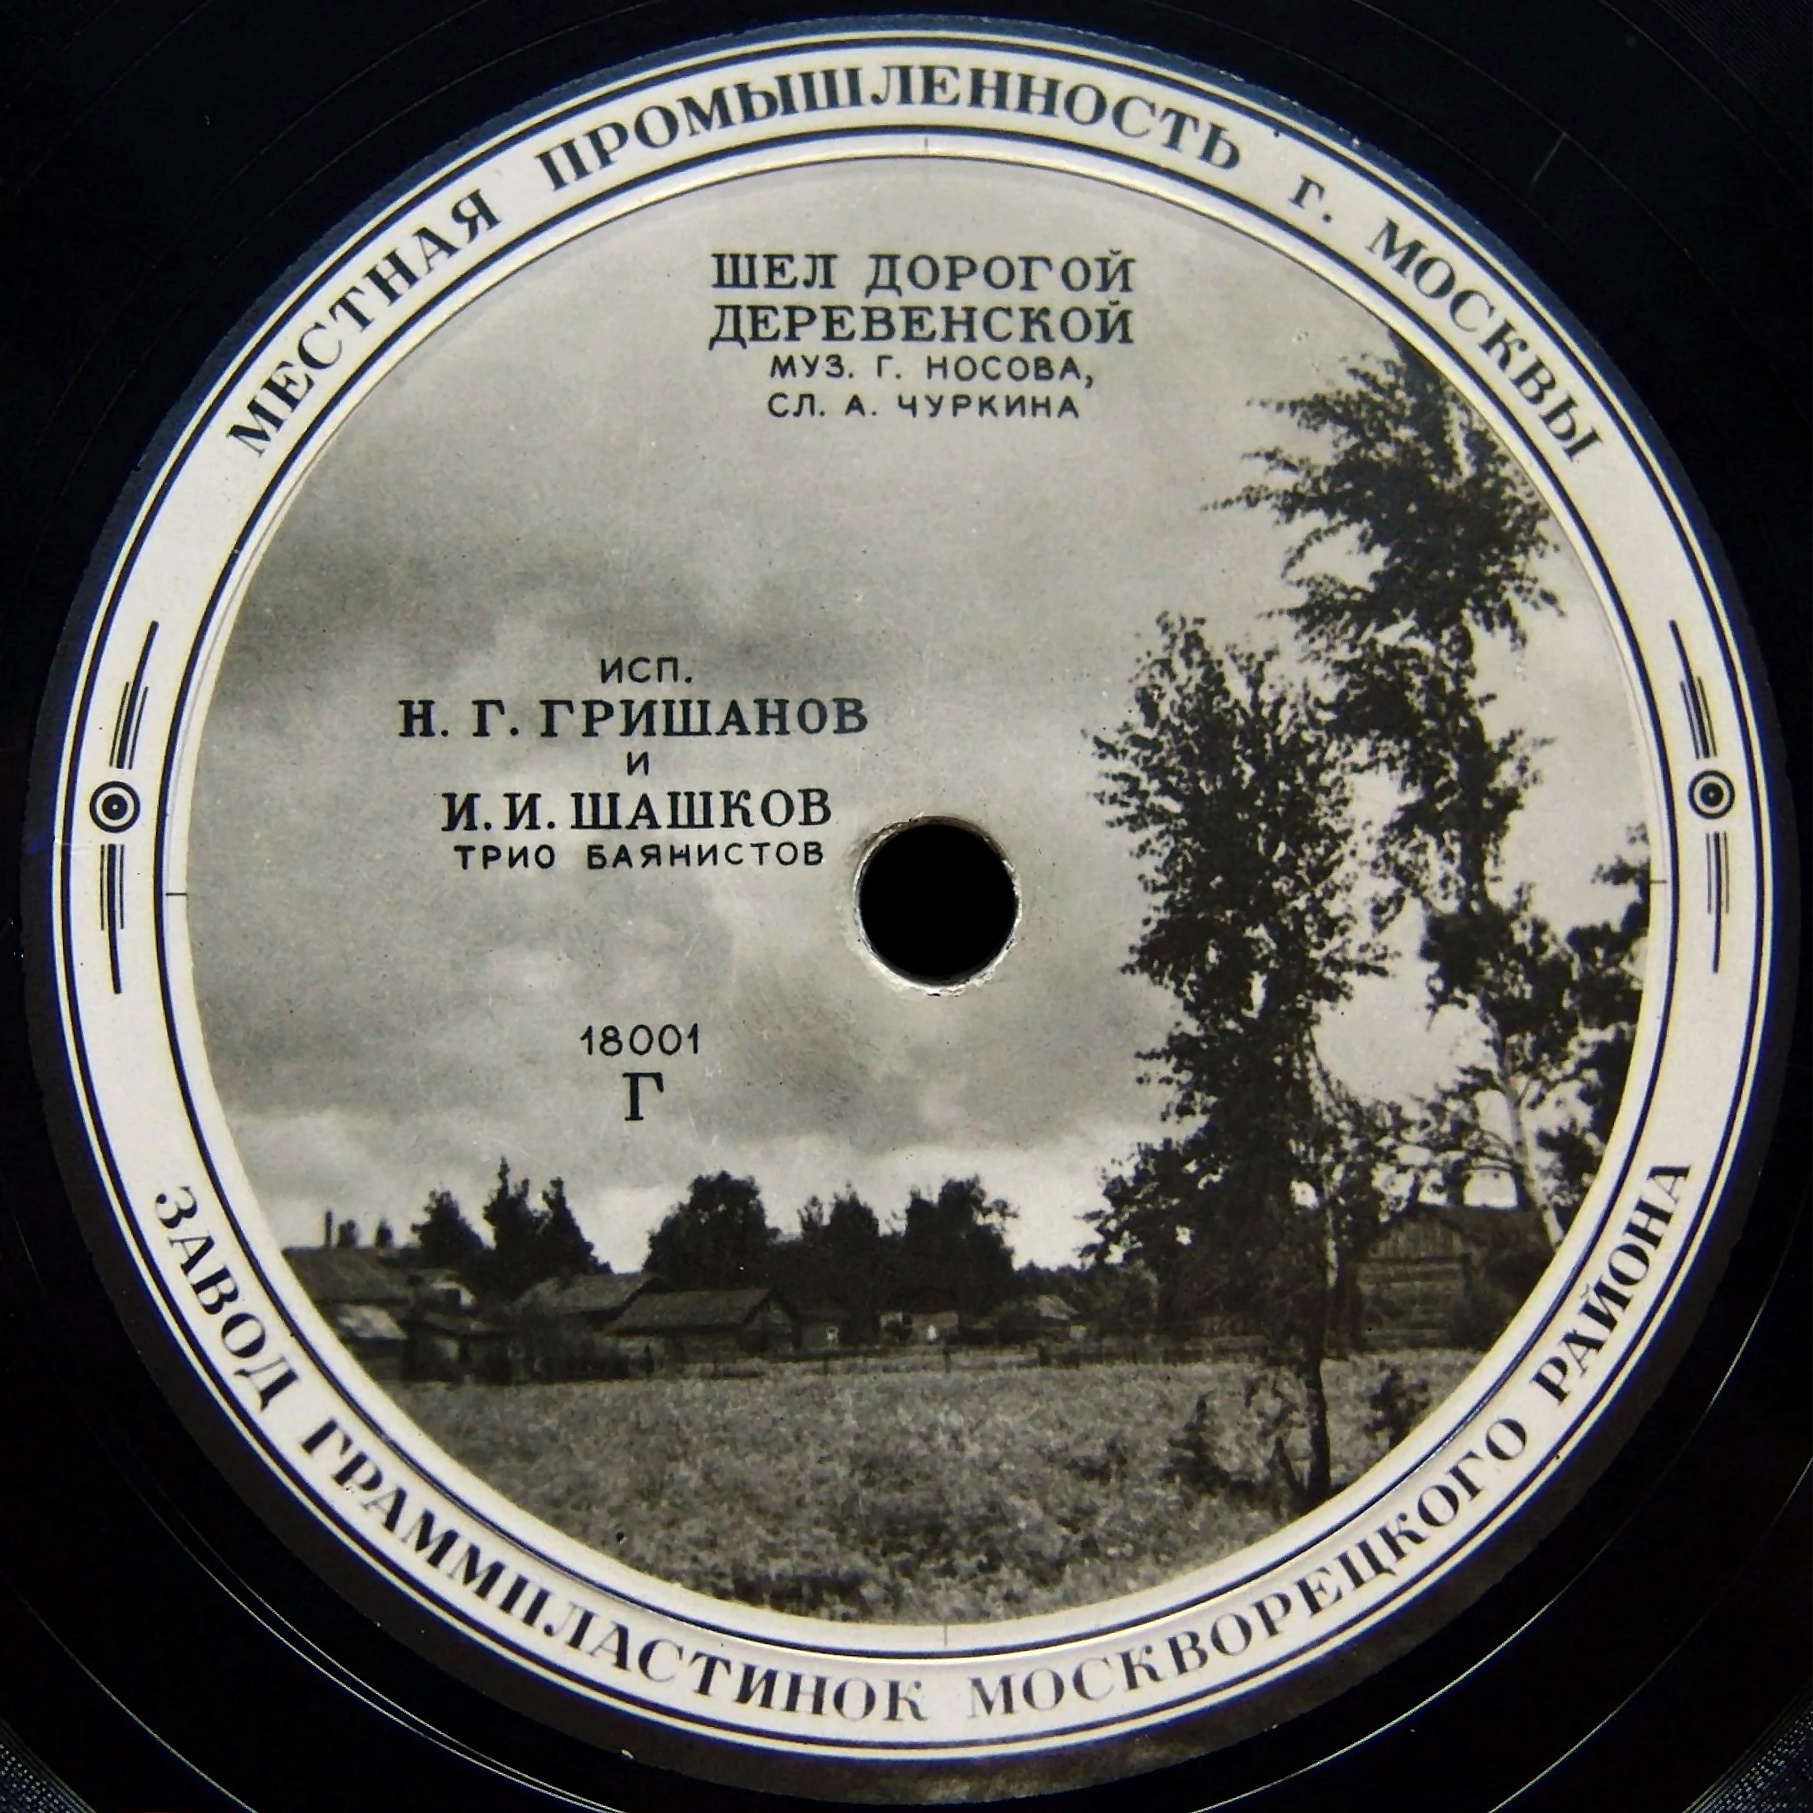 МЕСТНАЯ ПРОМЫШЛЕННОСТЬ г. МОСКВЫ
ШЕЛ ДОРОГОЙ
ДЕРЕВЕНСКОЙ
МУЗ. Г. НОСОВА,
СЛ. А. ЧУРКИНА
ИСП.
Н. Г. ГРИШАНОВ
И
И. И. ШАШКОВ
ТРИО БАЯНИСТОВ
18001
Г
ЗАВОД ГРАММПЛАСТИНОК МОСКВОРЕЦКОГО РАЙОНА